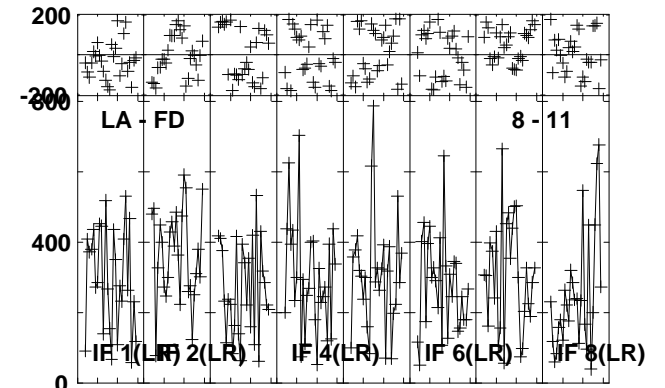 200
-200
800
LA - FD 8 - 11
400
IF 1(LR) IF 2(LR) IF 4(LR) IF 6(LR) IF 8(LR)
0